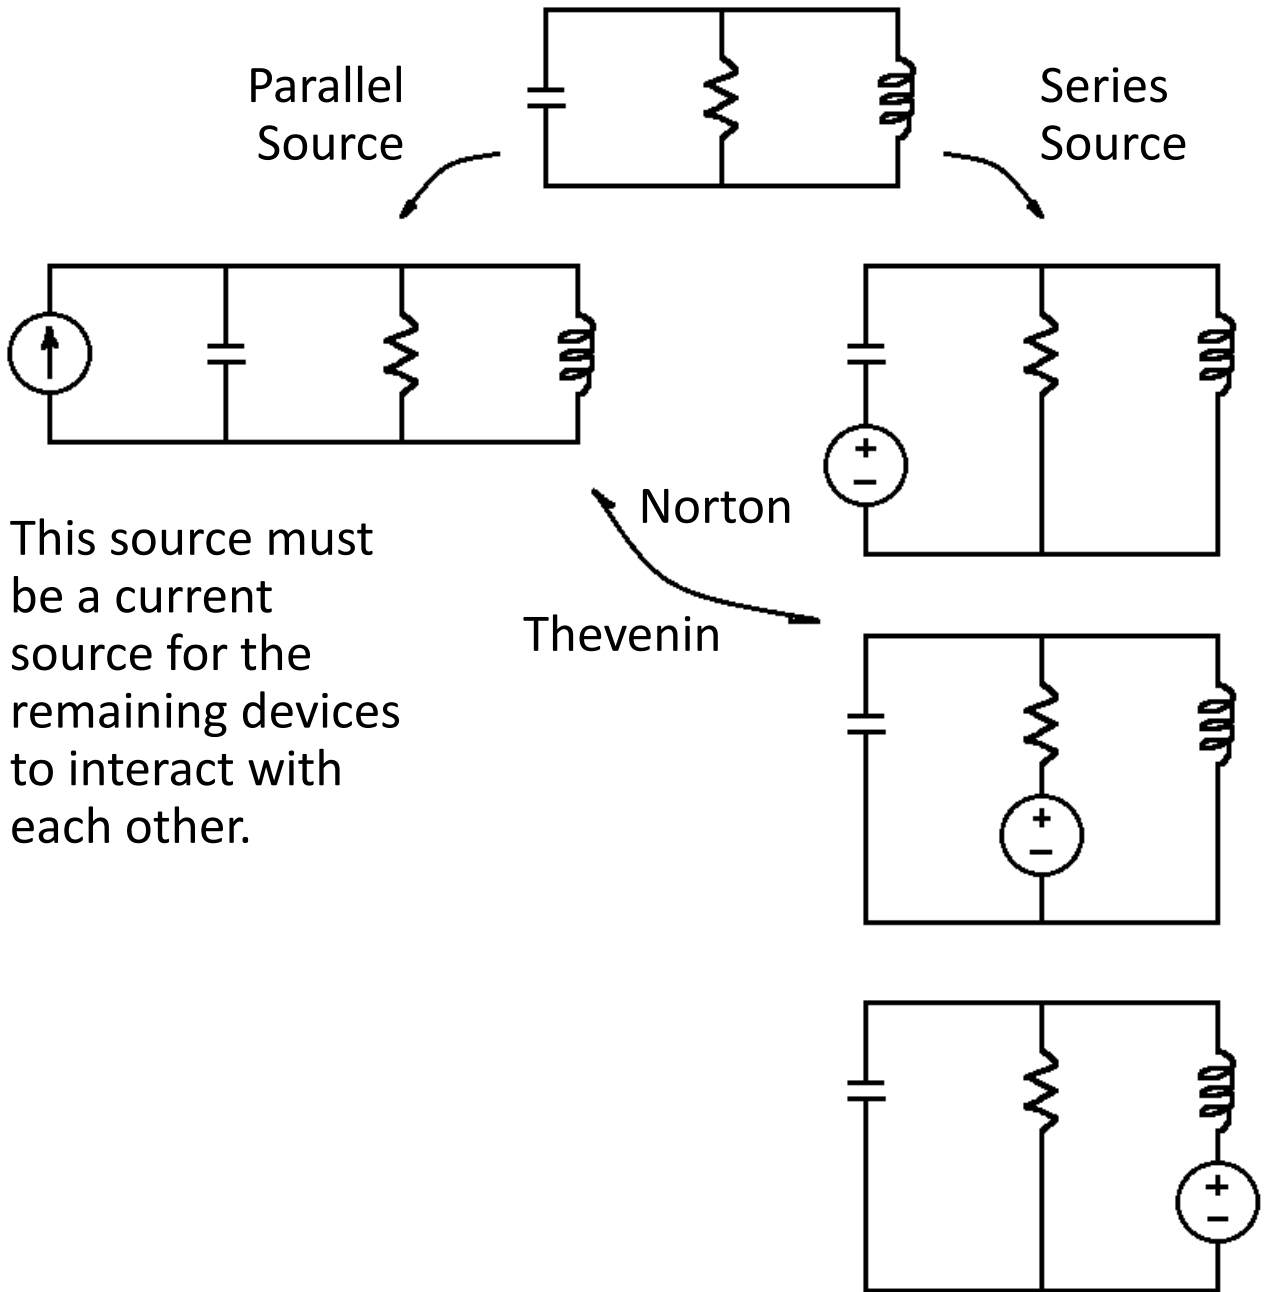 Parallel
Source
Series
Source
+
−
Norton
Thevenin
This source must
be a current
source for the
remaining devices
to interact with
each other.
+
−
+
−